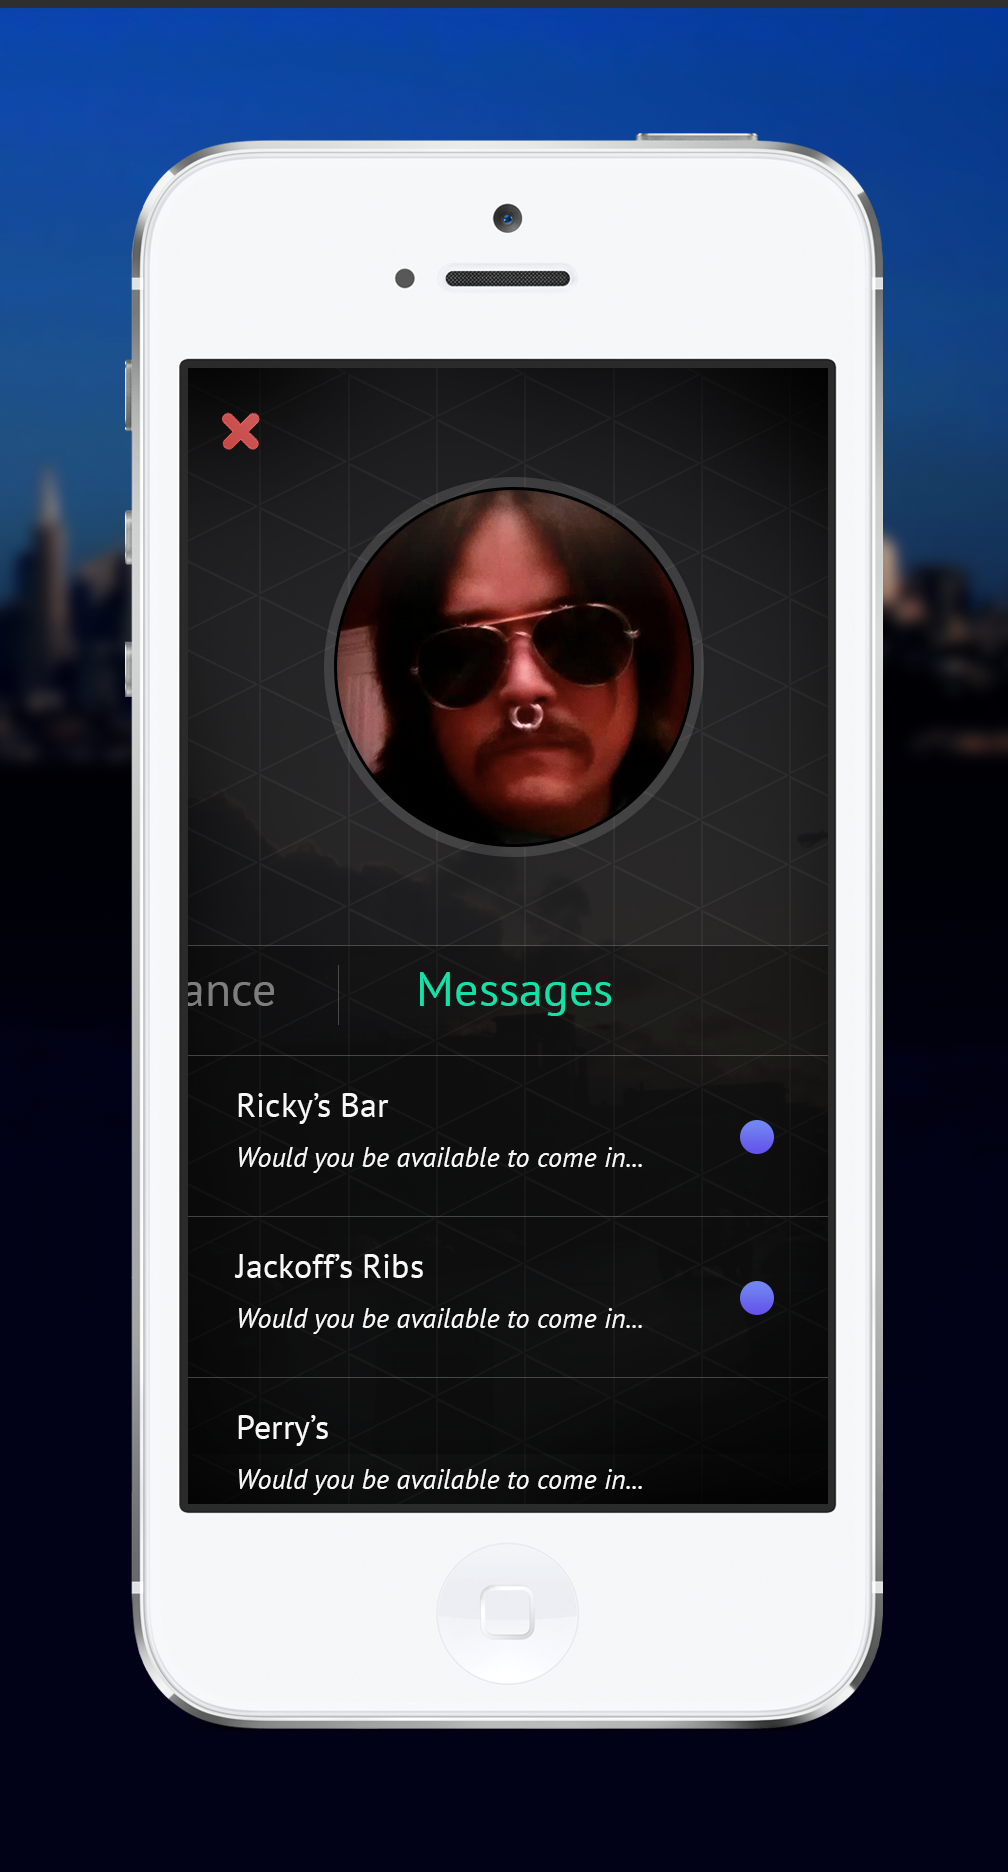 ance
Messages
Ricky’s Bar
Would you be available to come in...
Jackoff’s Ribs
Would you be available to come in...
Perry’s
Would you be available to come in...